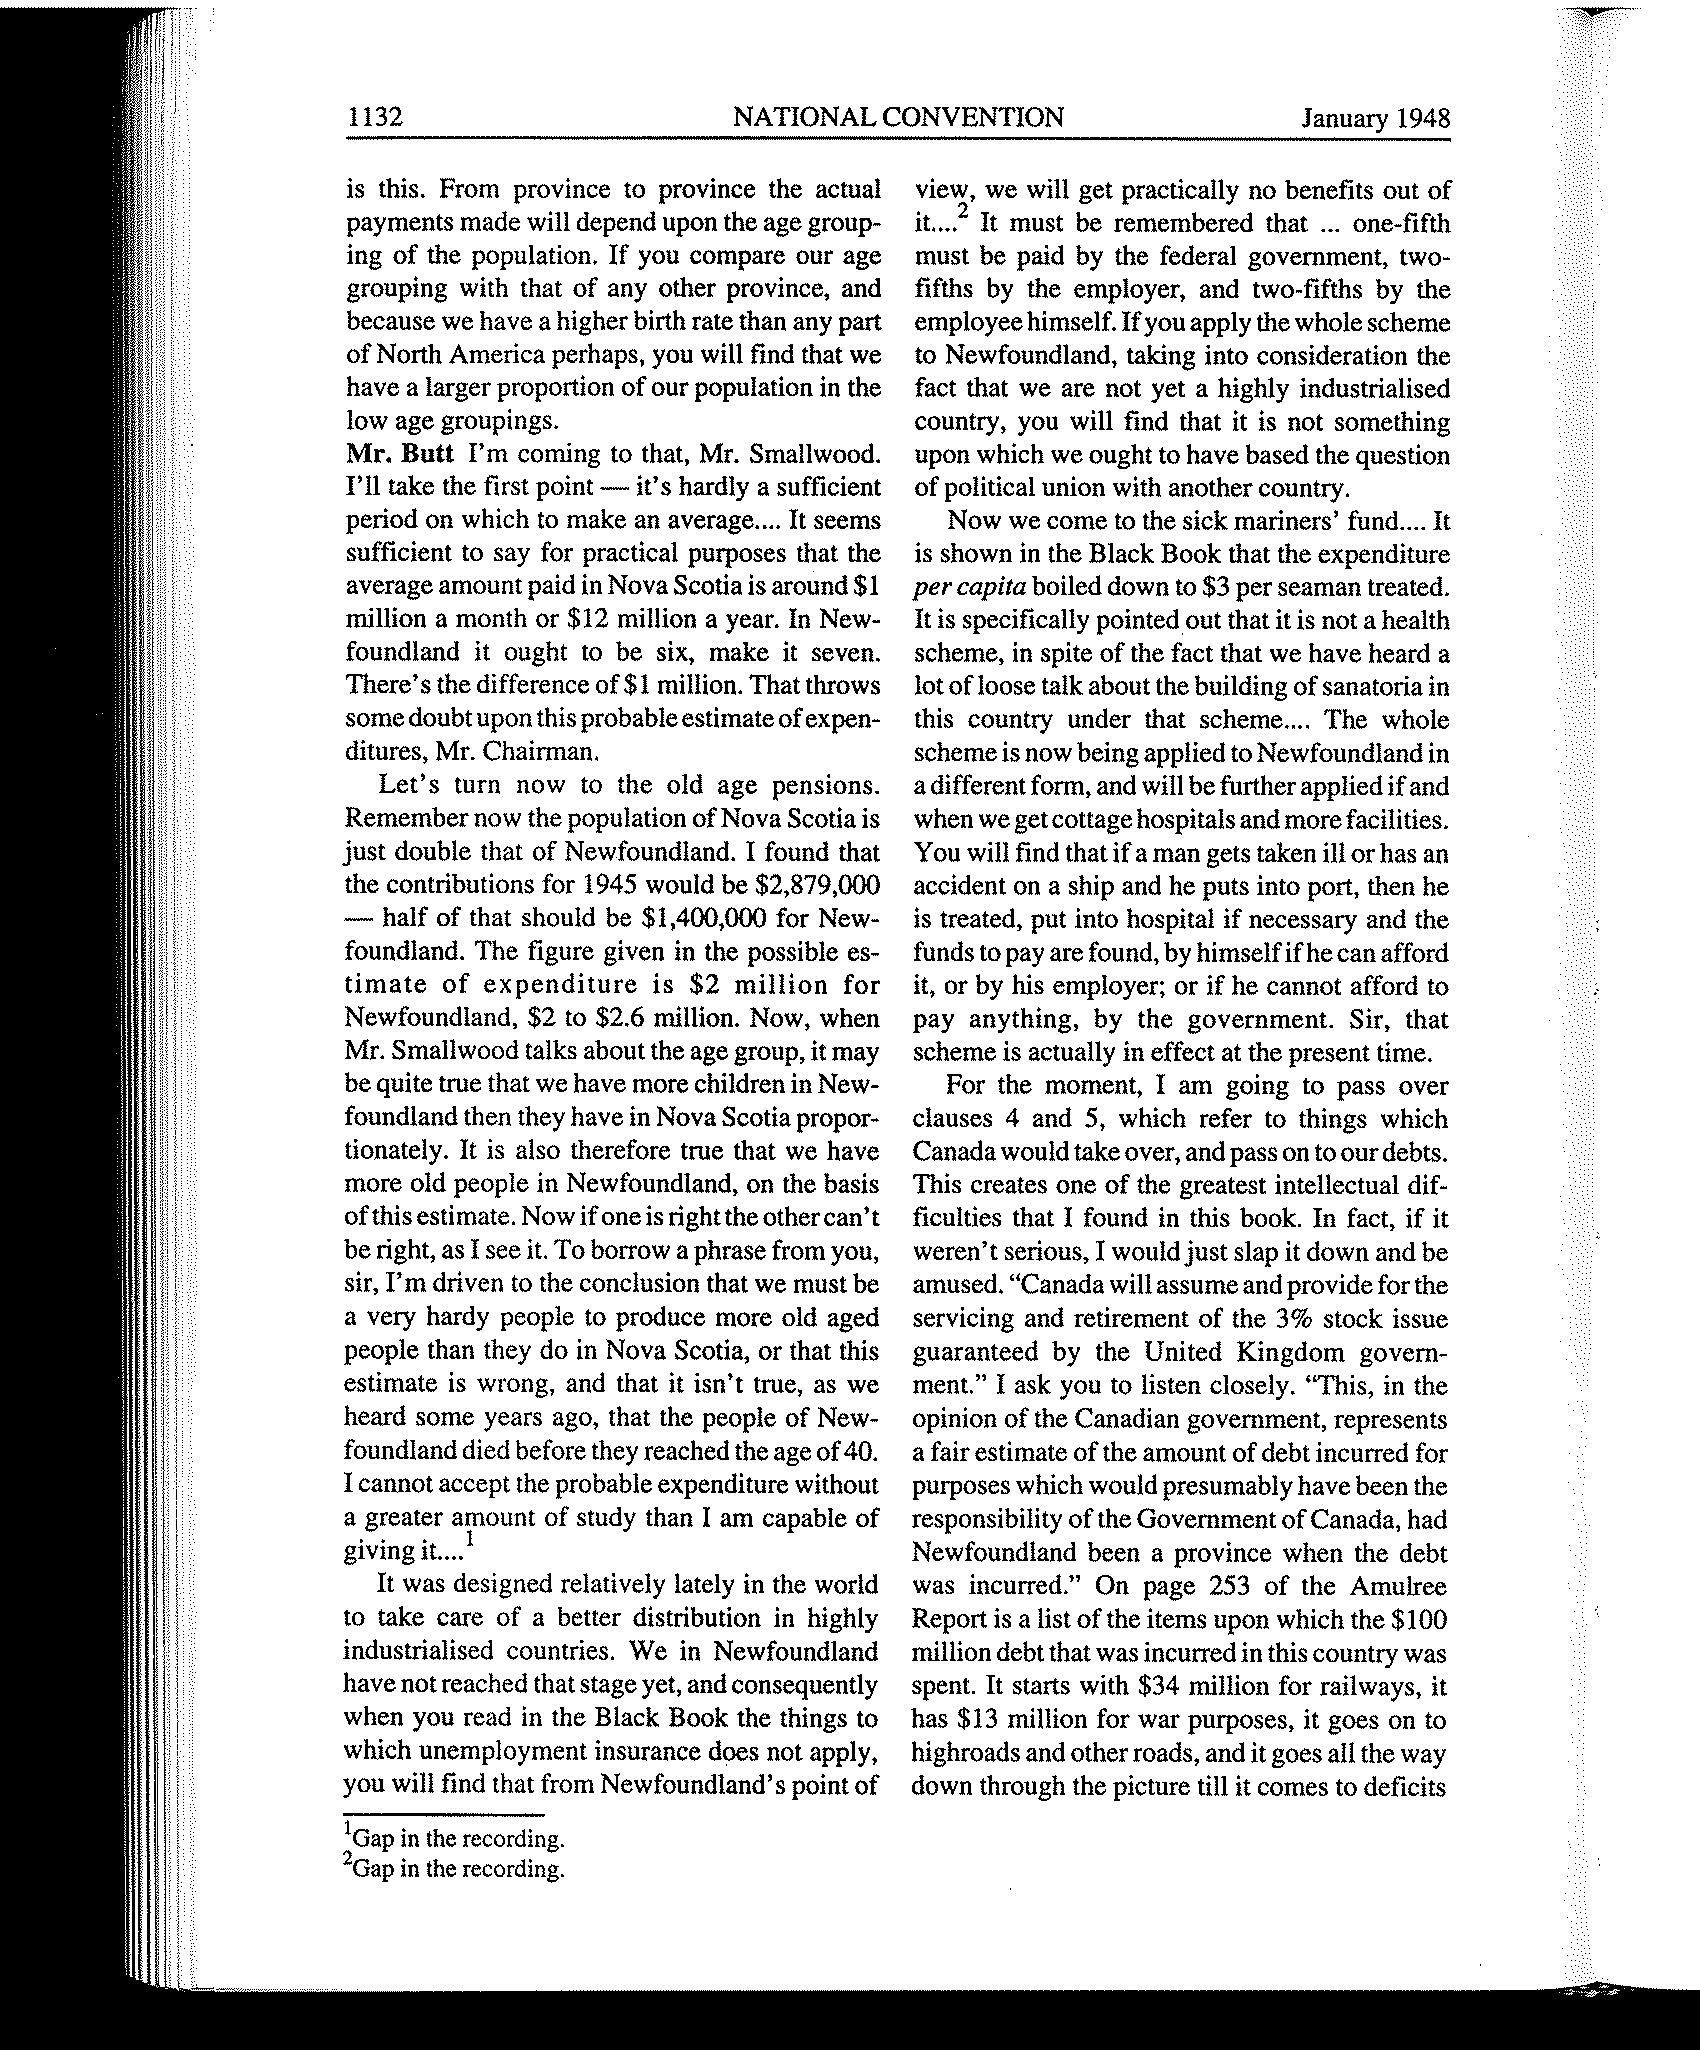 1132 NATIONAL CONVENTION January 1948
is this. From province to province the actual
payments made will depend upon the age group-
ing of the population. If you compare our age
grouping with that of any other province, and
because we have a higher birth rate than any part
of North America perhaps, you will find that we
have a larger proportion of our population in the
low age groupings.
Mr. Butt I'm coming to that, Mr. Smallwood.
I'll take the first point — it's hardly a sufficient
period on which to make an average.... It seems
sufficient to say for practical purposes that the
average amount paid in Nova Scotia is around $1
million a month or $12 million a year. In New-
foundland it ought to be six, make it seven.
There's the difference of $1 million. That throws
some doubt upon this probable estimate of expen-
ditures, Mr. Chairman.
Let's turn now to the old age pensions.
Remember now the population of Nova Scotia is
just double that of Newfoundland. I found that
the contributions for 1945 would be $2,879,000
— half of that should be $1,400,000 for New-
foundland. The figure given in the possible es-
timate of expenditure is $2 million for
Newfoundland, $2 to $2.6 million. Now, when
Mr. Smallwood talks about the age group, it may
be quite true that we have more children in New-
foundland then they have in Nova Scotia propor-
tionately. It is also therefore true that we have
more old people in Newfoundland, on the basis
of this estimate. Now if one is right the other can't
be right, as I see it. To borrow a phrase from you,
sir, I'm driven to the conclusion that we must be
a very hardy people to produce more old aged
people than they do in Nova Scotia, or that this
estimate is wrong, and that it isn't true, as we
heard some years ago, that the people of New-
foundland died before they reached the age of 40.
I cannot accept the probable expenditure without
a greater amount of study than I am capable of
giving it....1
It was designed relatively lately in the world
to take care of a better distribution in highly
industrialised countries. We in Newfoundland
have not reached that stage yet, and consequently
when you read in the Black Book the things to
which unemployment insurance does not apply,
you will find that from Newfoundland's point of
1Gap in the recording.
2Gap in the recording.
view, we will get practically no benefits out of
it....2 It must be remembered that ... one-fifth
must be paid by the federal government, two-
fifths by the employer, and two-fifths by the
employee himself. If you apply the whole scheme
to Newfoundland, taking into consideration the
fact that we are not yet a highly industrialised
country, you will find that it is not something
upon which we ought to have based the question
of political union with another country.
Now we come to the sick mariners' fund.... It
is shown in the Black Book that the expenditure
per capita boiled down to $3 per seaman treated.
It is specifically pointed out that it is not a health
scheme, in spite of the fact that we have heard a
lot of loose talk about the building of sanatoria in
this country under that scheme.... The whole
scheme is now being applied to Newfoundland in
a different form, and will be further applied if and
when we get cottage hospitals and more facilities.
You will find that if a man gets taken ill or has an
accident on a ship and he puts into port, then he
is treated, put into hospital if necessary and the
funds to pay are found, by himself if he can afford
it, or by his employer; or if he cannot afford to
pay anything, by the government. Sir, that
scheme is actually in effect at the present time.
For the moment, I am going to pass over
clauses 4 and 5, which refer to things which
Canada would take over, and pass on to our debts.
This creates one of the greatest intellectual dif-
ficulties that I found in this book. In fact, if it
weren't serious, I would just slap it down and be
amused. "Canada will assume and provide for the
servicing and retirement of the 3% stock issue
guaranteed by the United Kingdom govern-
ment." I ask you to listen closely. "This, in the
opinion of the Canadian government, represents
a fair estimate of the amount of debt incurred for
purposes which would presumably have been the
responsibility of the Government of Canada, had
Newfoundland been a province when the debt
was incurred." On page 253 of the Amulree
Report is a list of the items upon which the $100
million debt that was incurred in this country was
spent. It starts with $34 million for railways, it
has $13 million for war purposes, it goes on to
highroads and other roads, and it goes all the way
down through the picture till it comes to deficits